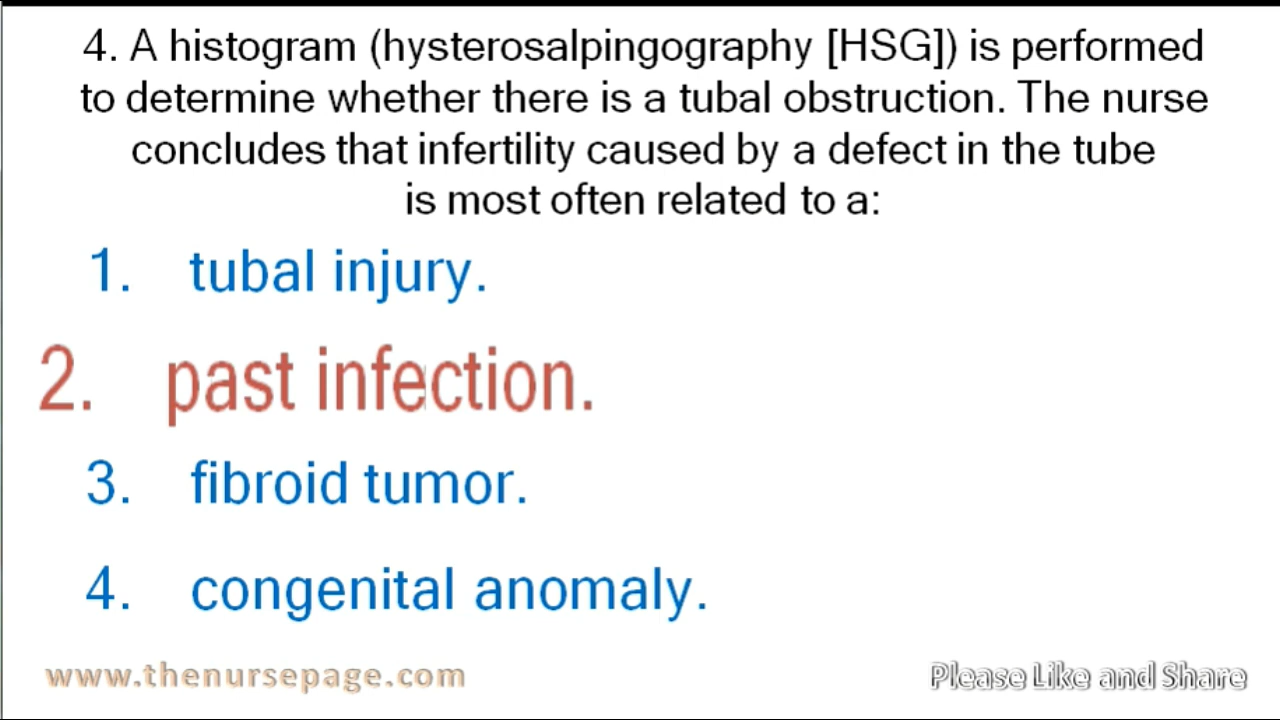 4. A histogram (hysterosalpingography [HSG]) is performed
to determine whether there is a tubal obstruction. The nurse
concludes that infertility caused by a defect in the tube
is most often related to a:
1. tubal injury.
2. past infection.
3. fibroid tumor.
4. congenital anomaly.
www.thenursepage.com
Please Like and Share